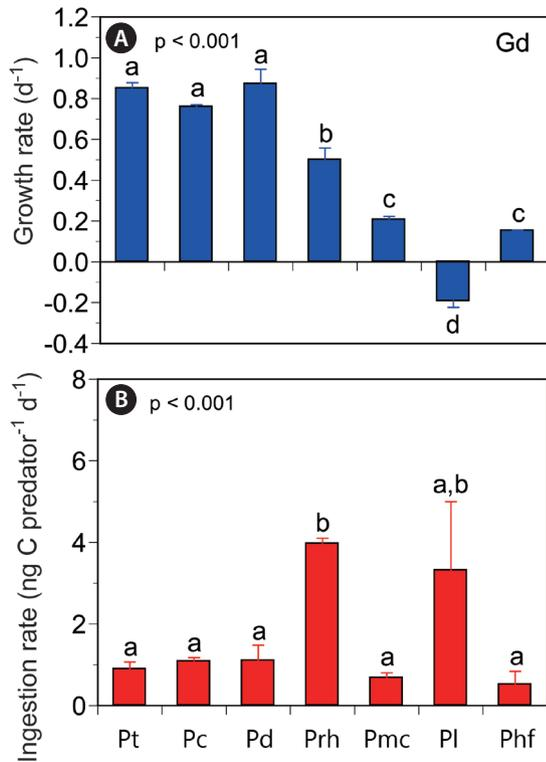 1.2
A p < 0.001 Gd
a a a
1.0
0.8
0.6
b
0.4
c c
0.2
0.0
-0.2
d
-0.4
Growth rate (d⁻¹)
8
B p < 0.001
6
a,b
b
4
2
a a a a a
0
Ingestion rate (ng C predator⁻¹ d⁻¹)
Pt Pc Pd Prh Pmc Pl Phf